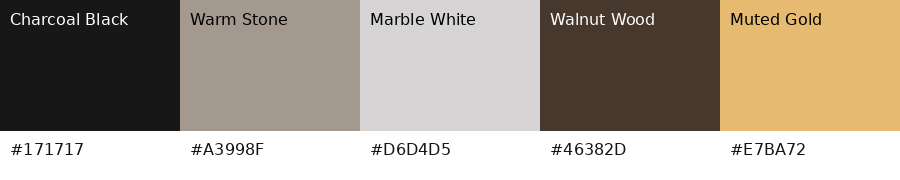 Charcoal Black
Warm Stone
Marble White
Walnut Wood
Muted Gold
#171717
#A3998F
#D6D4D5
#46382D
#E7BA72